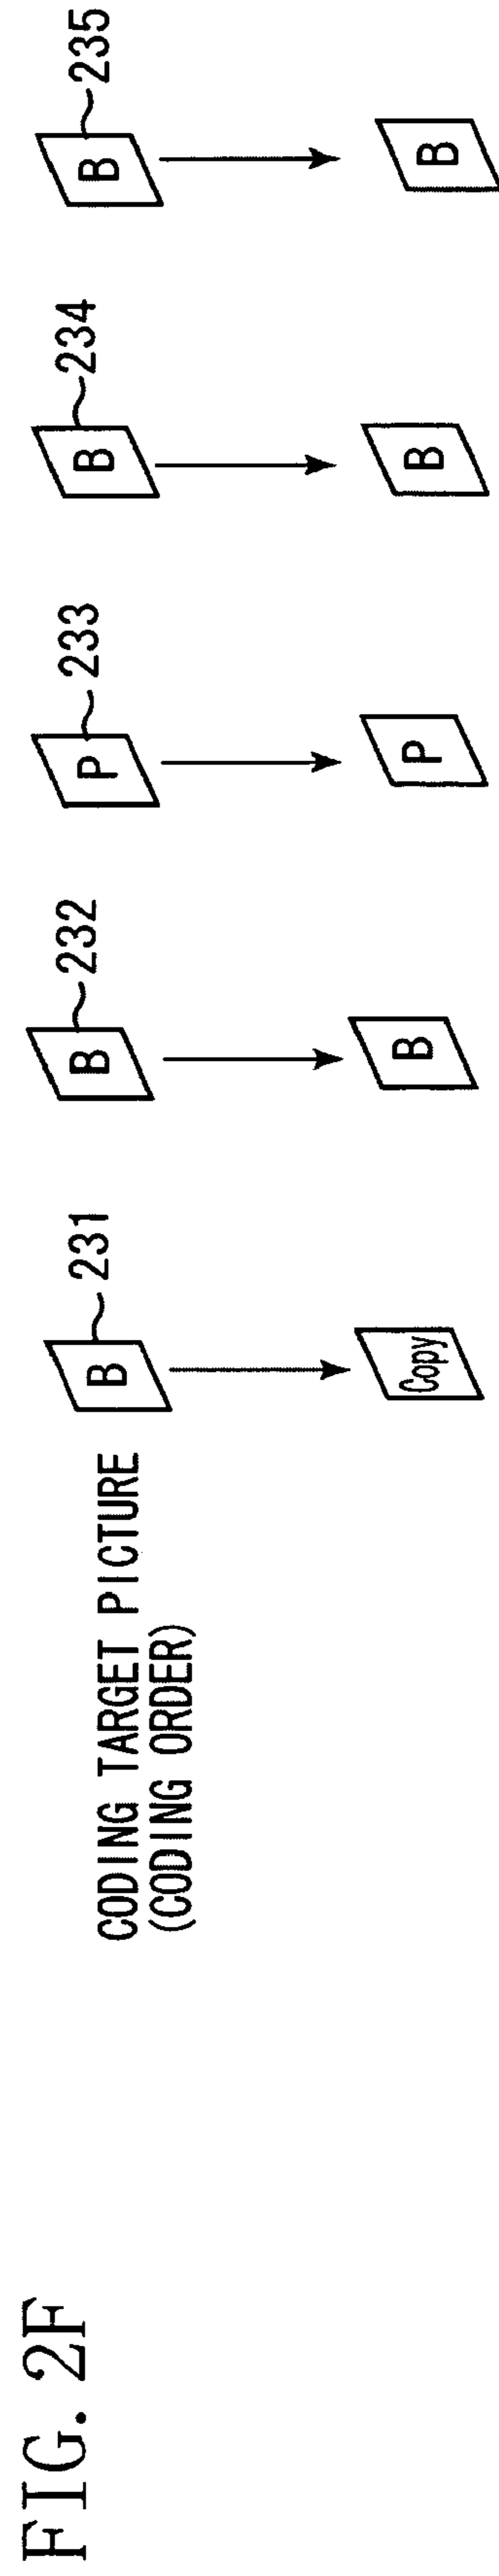 FIG. 2F
CODING TARGET PICTURE
(CODING ORDER)
B 231
B 232
P 233
B 234
B 235
Copy
B
P
B
B